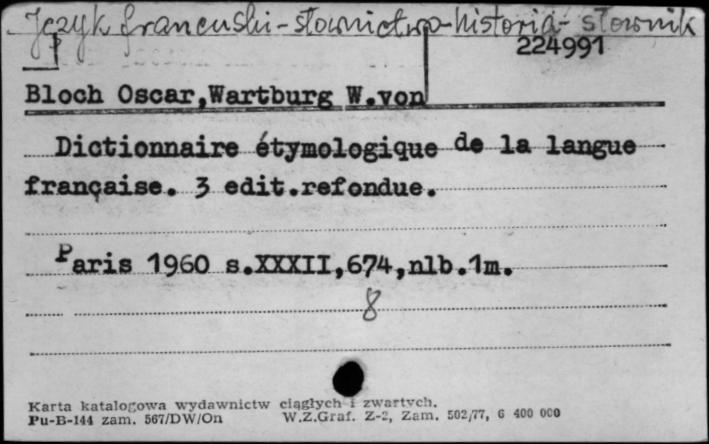 Język francuski-słownictwo-historia-słownik
224991
Bloch Oscar,Wartburg W.von
Dictionnaire étymologique de la langue
française. 3 edit.refondue.
Paris 1960 s.XXXII,674,nlb.1m.
8
Karta katalogowa wydawnictw ciągłych i zwartych.
Pu-B-144 zam. 567/DW/On W.Z.Graf. Z-2, Zam. 502/77, 6 400 000